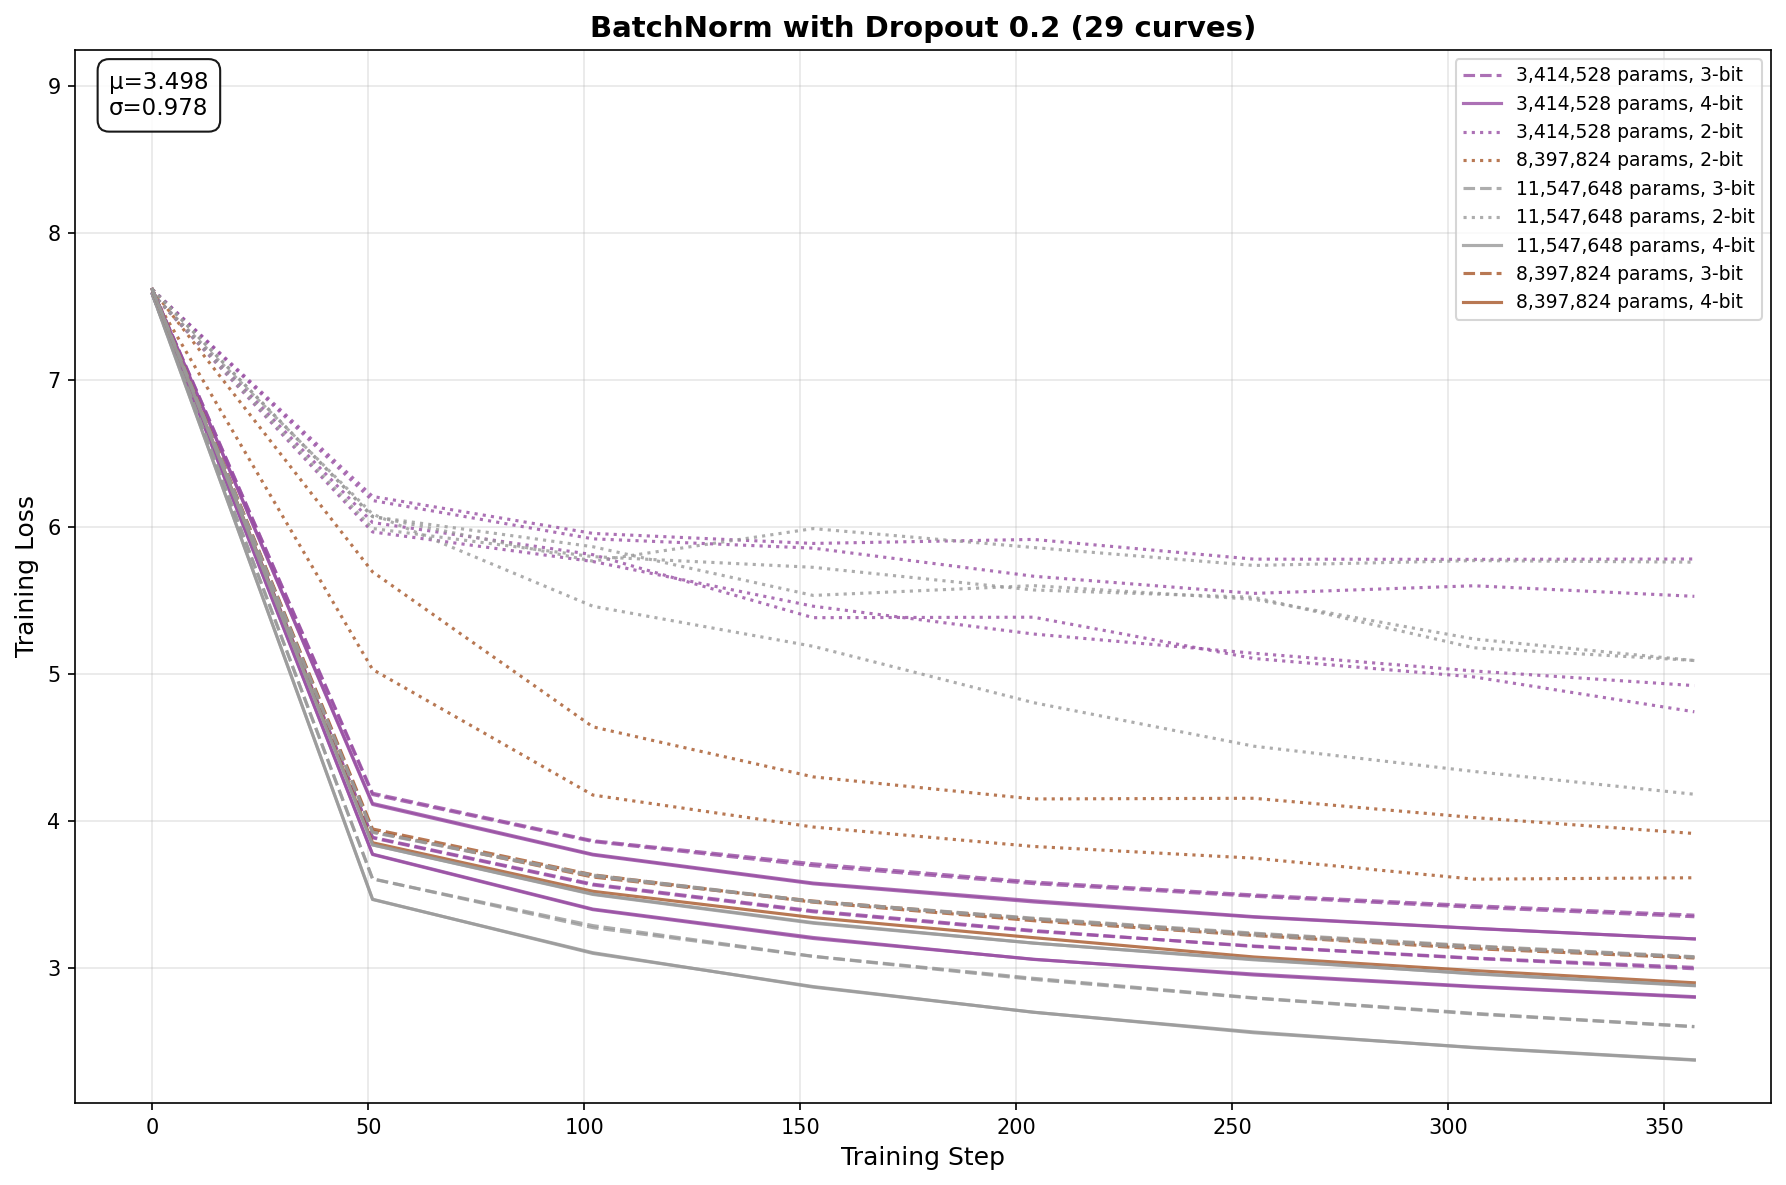 BatchNorm with Dropout 0.2 (29 curves)
μ=3.498
σ=0.978
3,414,528 params, 3-bit
3,414,528 params, 4-bit
3,414,528 params, 2-bit
8,397,824 params, 2-bit
11,547,648 params, 3-bit
11,547,648 params, 2-bit
11,547,648 params, 4-bit
8,397,824 params, 3-bit
8,397,824 params, 4-bit
Training Loss
9
8
7
6
5
4
3
0 50 100 150 200 250 300 350
Training Step